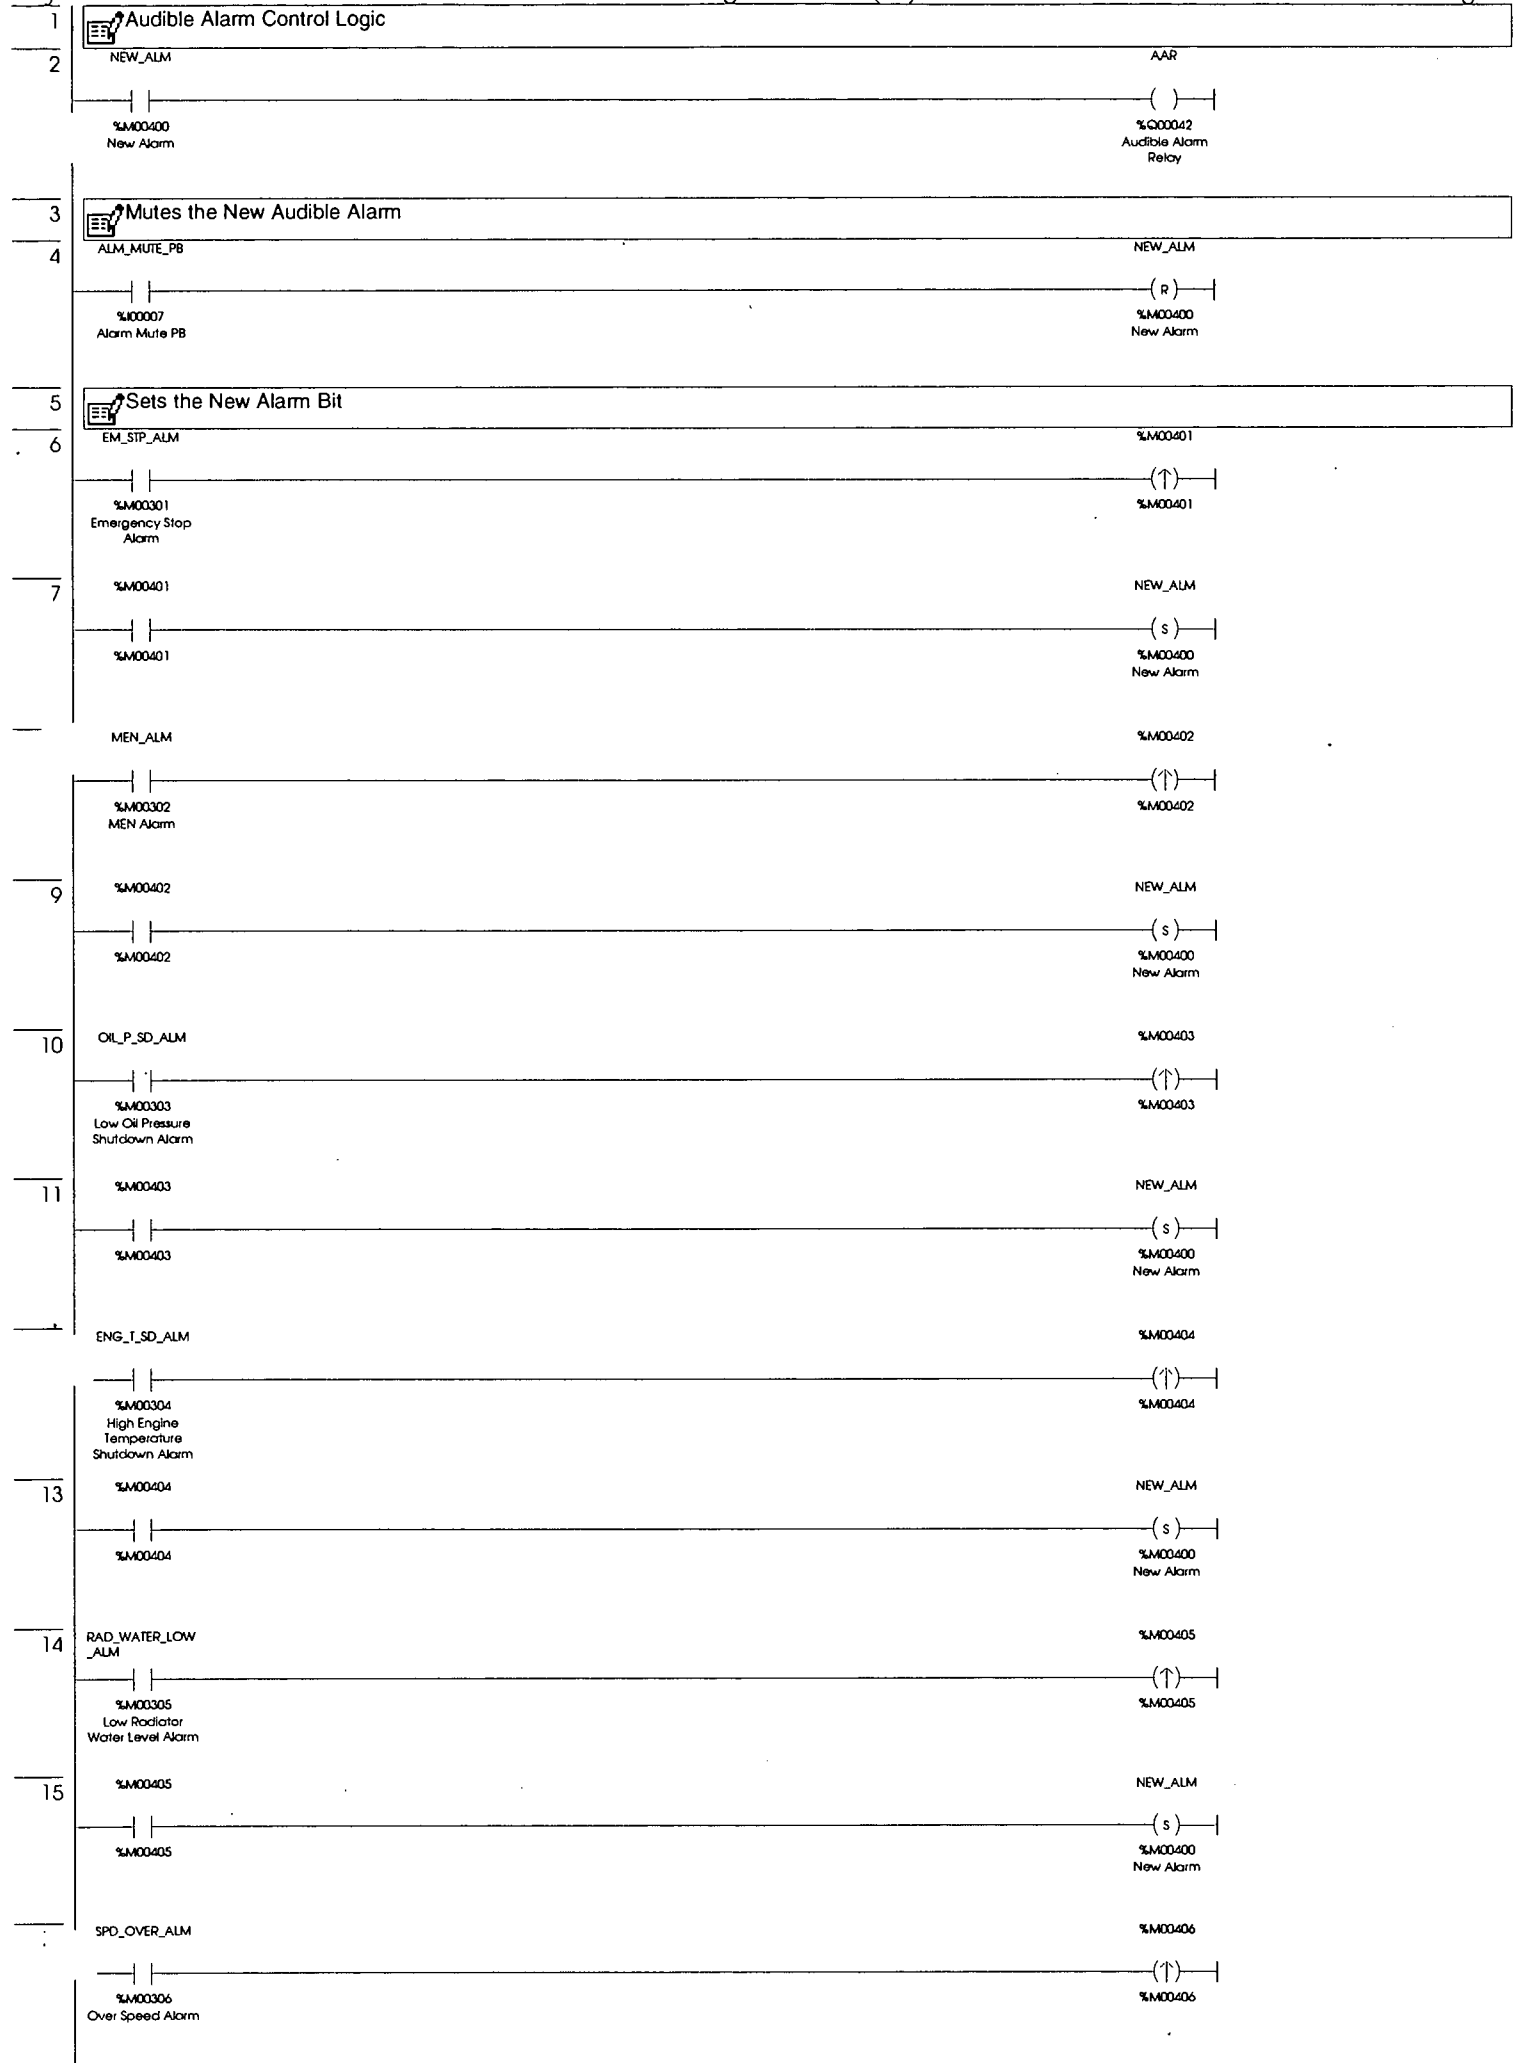 1
Audible Alarm Control Logic
2
NEW_ALM AAR
%M00400 %Q00042
New Alarm Audible Alarm
Relay
3
Mutes the New Audible Alarm
4
ALM_MUTE_PB NEW_ALM
R
%I00007 %M00400
Alarm Mute PB New Alarm
5
Sets the New Alarm Bit
6
EM_STP_ALM %M00401
↑
%M00301 %M00401
Emergency Stop
Alarm
7
%M00401 NEW_ALM
S
%M00401 %M00400
New Alarm
MEN_ALM %M00402
↑
%M00302 %M00402
MEN Alarm
9
%M00402 NEW_ALM
S
%M00402 %M00400
New Alarm
10
OIL_P_SD_ALM %M00403
↑
%M00303 %M00403
Low Oil Pressure
Shutdown Alarm
11
%M00403 NEW_ALM
S
%M00403 %M00400
New Alarm
ENG_T_SD_ALM %M00404
↑
%M00304 %M00404
High Engine
Temperature
Shutdown Alarm
13
%M00404 NEW_ALM
S
%M00404 %M00400
New Alarm
14
RAD_WATER_LOW %M00405
_ALM
↑
%M00305 %M00405
Low Radiator
Water Level Alarm
15
%M00405 NEW_ALM
S
%M00405 %M00400
New Alarm
SPD_OVER_ALM %M00406
↑
%M00306 %M00406
Over Speed Alarm